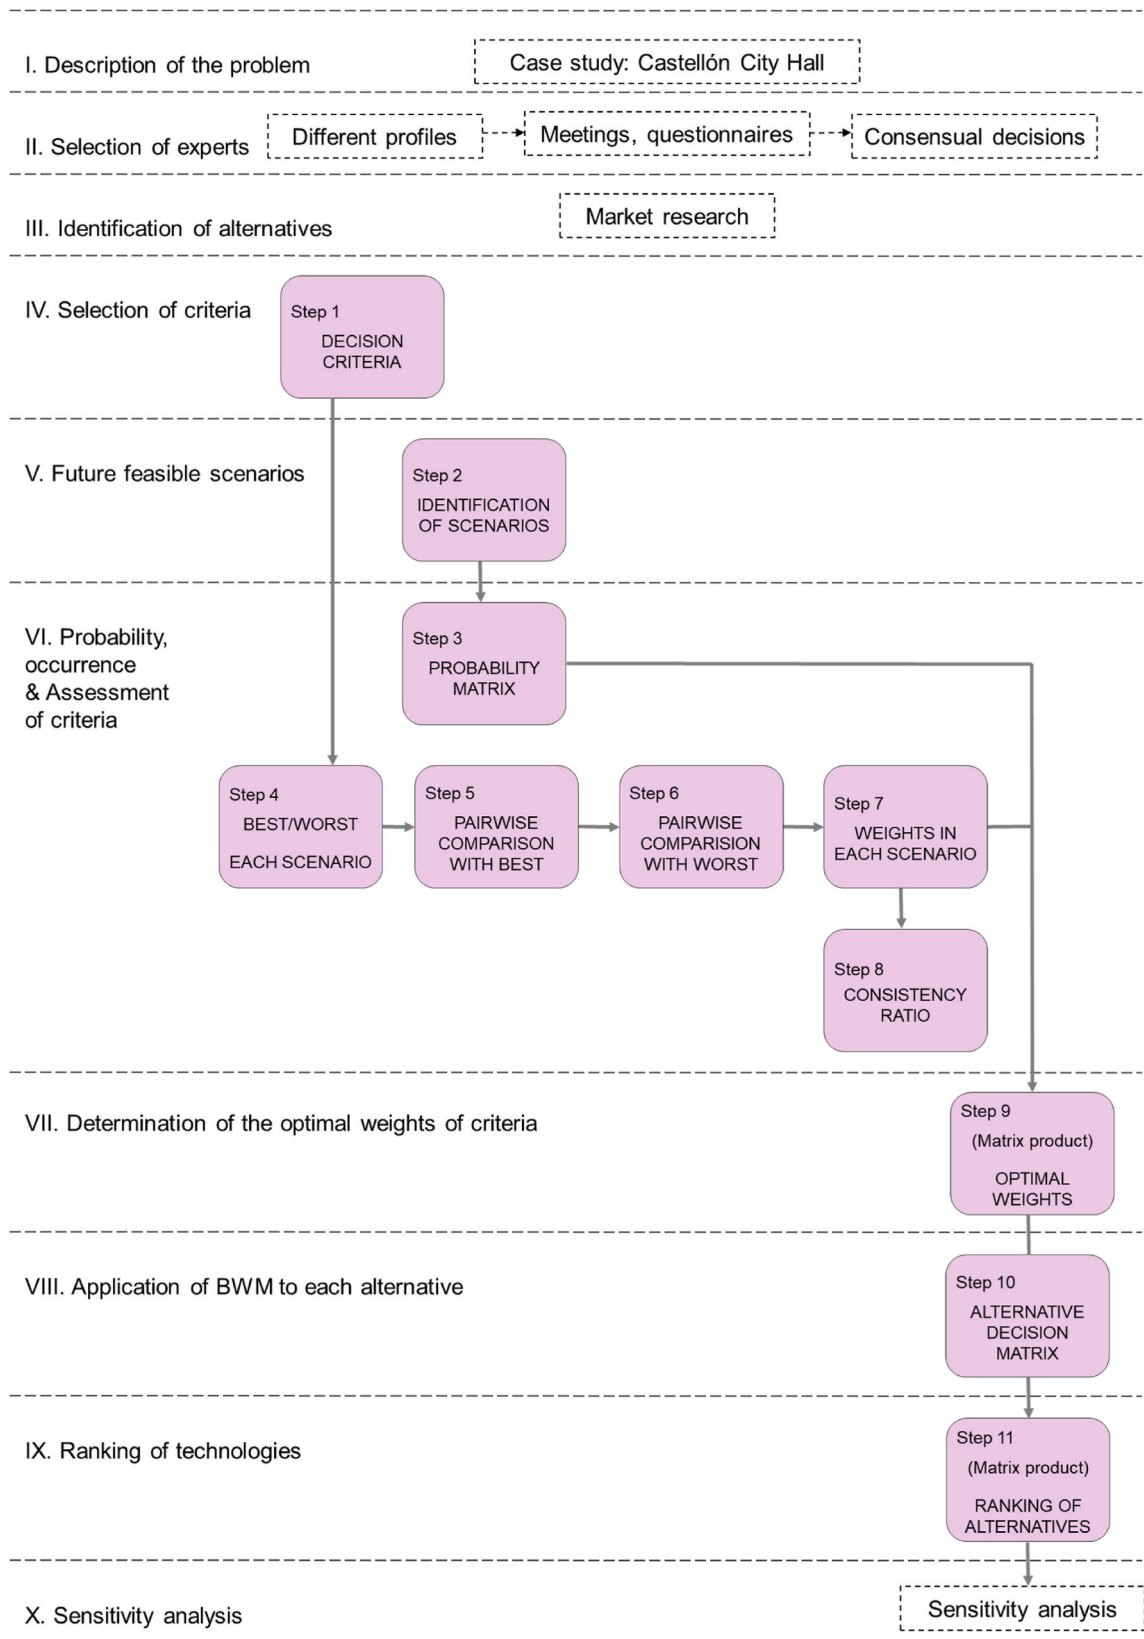 I. Description of the problem
Case study: Castellón City Hall
II. Selection of experts
Different profiles
Meetings, questionnaires
Consensual decisions
III. Identification of alternatives
Market research
IV. Selection of criteria
Step 1
DECISION
CRITERIA
V. Future feasible scenarios
Step 2
IDENTIFICATION
OF SCENARIOS
VI. Probability,
occurrence
& Assessment
of criteria
Step 3
PROBABILITY
MATRIX
Step 4
BEST/WORST
EACH SCENARIO
Step 5
PAIRWISE
COMPARISON
WITH BEST
Step 6
PAIRWISE
COMPARISION
WITH WORST
Step 7
WEIGHTS IN
EACH SCENARIO
Step 8
CONSISTENCY
RATIO
VII. Determination of the optimal weights of criteria
Step 9
(Matrix product)
OPTIMAL
WEIGHTS
VIII. Application of BWM to each alternative
Step 10
ALTERNATIVE
DECISION
MATRIX
IX. Ranking of technologies
Step 11
(Matrix product)
RANKING OF
ALTERNATIVES
X. Sensitivity analysis
Sensitivity analysis